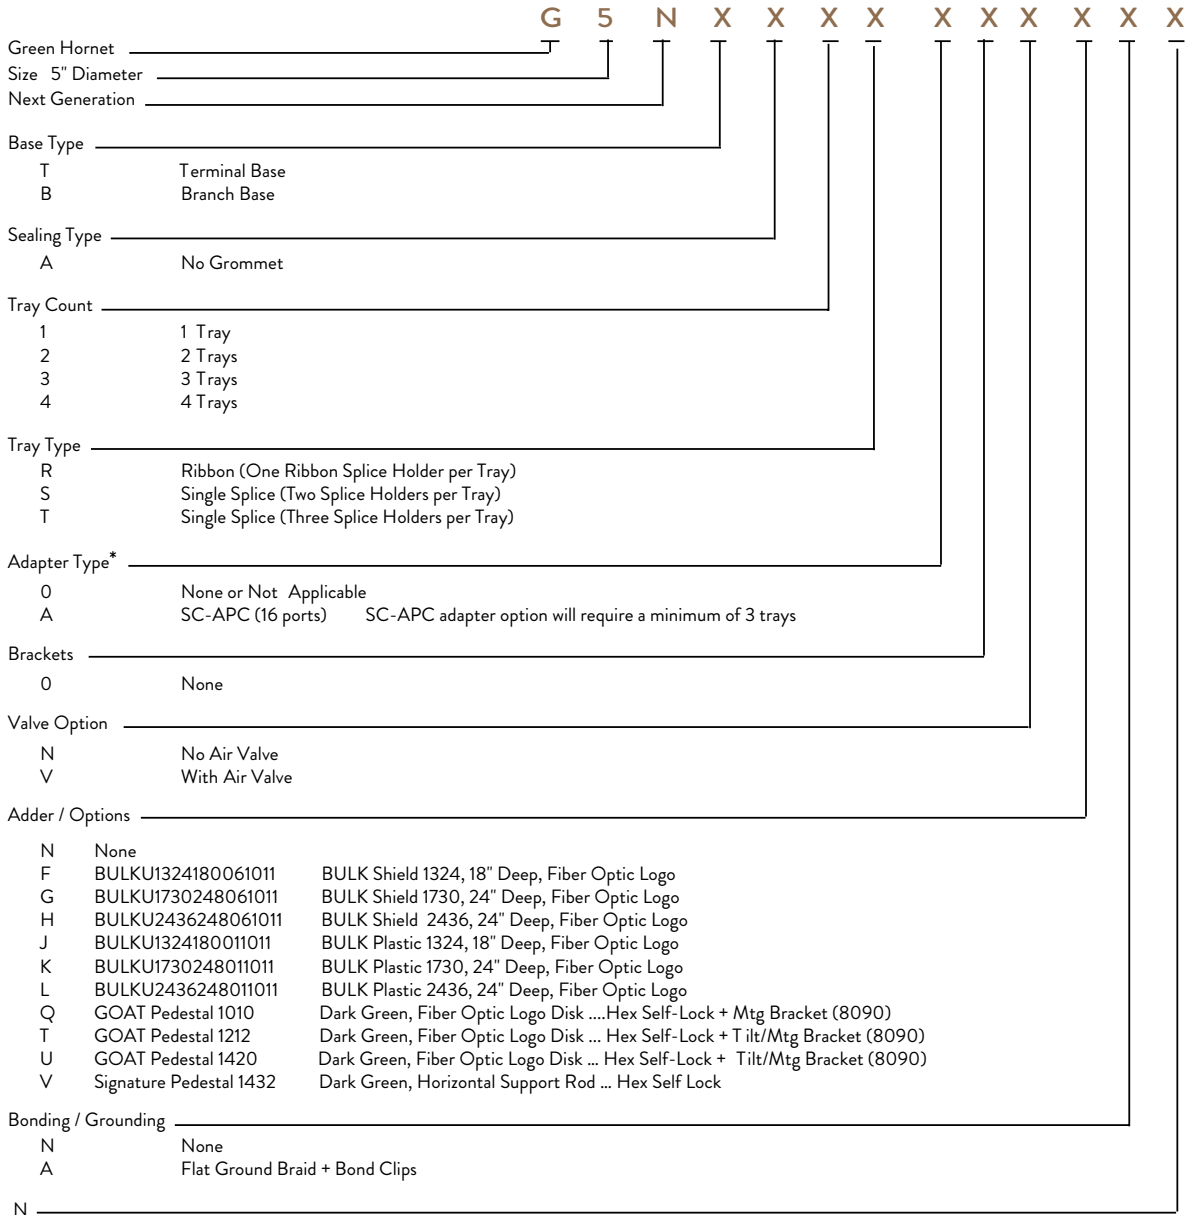 G 5 N X X X X X X X X X X
Green Hornet
Size 5" Diameter
Next Generation
Base Type
T Terminal Base
B Branch Base
Sealing Type
A No Grommet
Tray Count
1 1 Tray
2 2 Trays
3 3 Trays
4 4 Trays
Tray Type
R Ribbon (One Ribbon Splice Holder per Tray)
S Single Splice (Two Splice Holders per Tray)
T Single Splice (Three Splice Holders per Tray)
Adapter Type*
0 None or Not Applicable
A SC-APC (16 ports) SC-APC adapter option will require a minimum of 3 trays
Brackets
0 None
Valve Option
N No Air Valve
V With Air Valve
Adder / Options
N None
F BULKU1324180061011 BULK Shield 1324, 18" Deep, Fiber Optic Logo
G BULKU1730248061011 BULK Shield 1730, 24" Deep, Fiber Optic Logo
H BULKU2436248061011 BULK Shield 2436, 24" Deep, Fiber Optic Logo
J BULKU1324180011011 BULK Plastic 1324, 18" Deep, Fiber Optic Logo
K BULKU1730248011011 BULK Plastic 1730, 24" Deep, Fiber Optic Logo
L BULKU2436248011011 BULK Plastic 2436, 24" Deep, Fiber Optic Logo
Q GOAT Pedestal 1010 Dark Green, Fiber Optic Logo Disk ....Hex Self-Lock + Mtg Bracket (8090)
T GOAT Pedestal 1212 Dark Green, Fiber Optic Logo Disk ... Hex Self-Lock + Tilt/Mtg Bracket (8090)
U GOAT Pedestal 1420 Dark Green, Fiber Optic Logo Disk ... Hex Self-Lock + Tilt/Mtg Bracket (8090)
V Signature Pedestal 1432 Dark Green, Horizontal Support Rod ... Hex Self Lock
Bonding / Grounding
N None
A Flat Ground Braid + Bond Clips
N